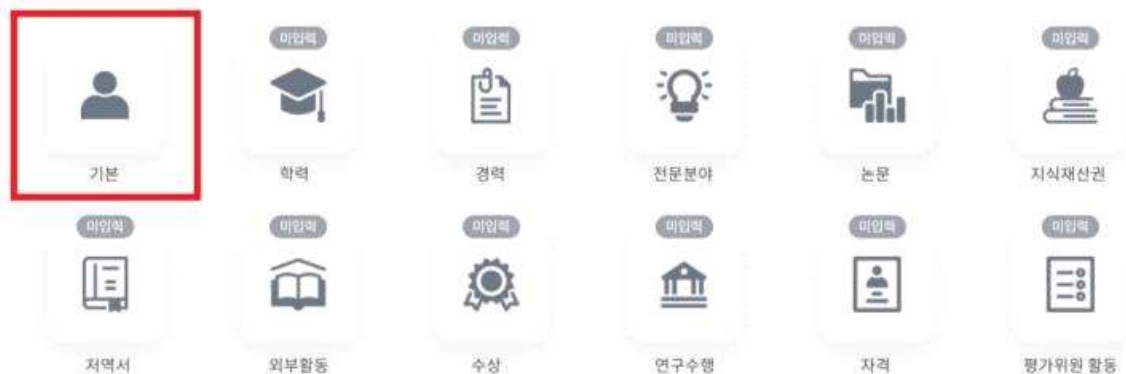 미입력 미입력 미입력 미입력 미입력
기본 학력 경력 전문분야 논문 지식재산권
미입력 미입력 미입력 미입력 미입력 미입력
저역서 외부활동 수상 연구수행 자격 평가위원 활동